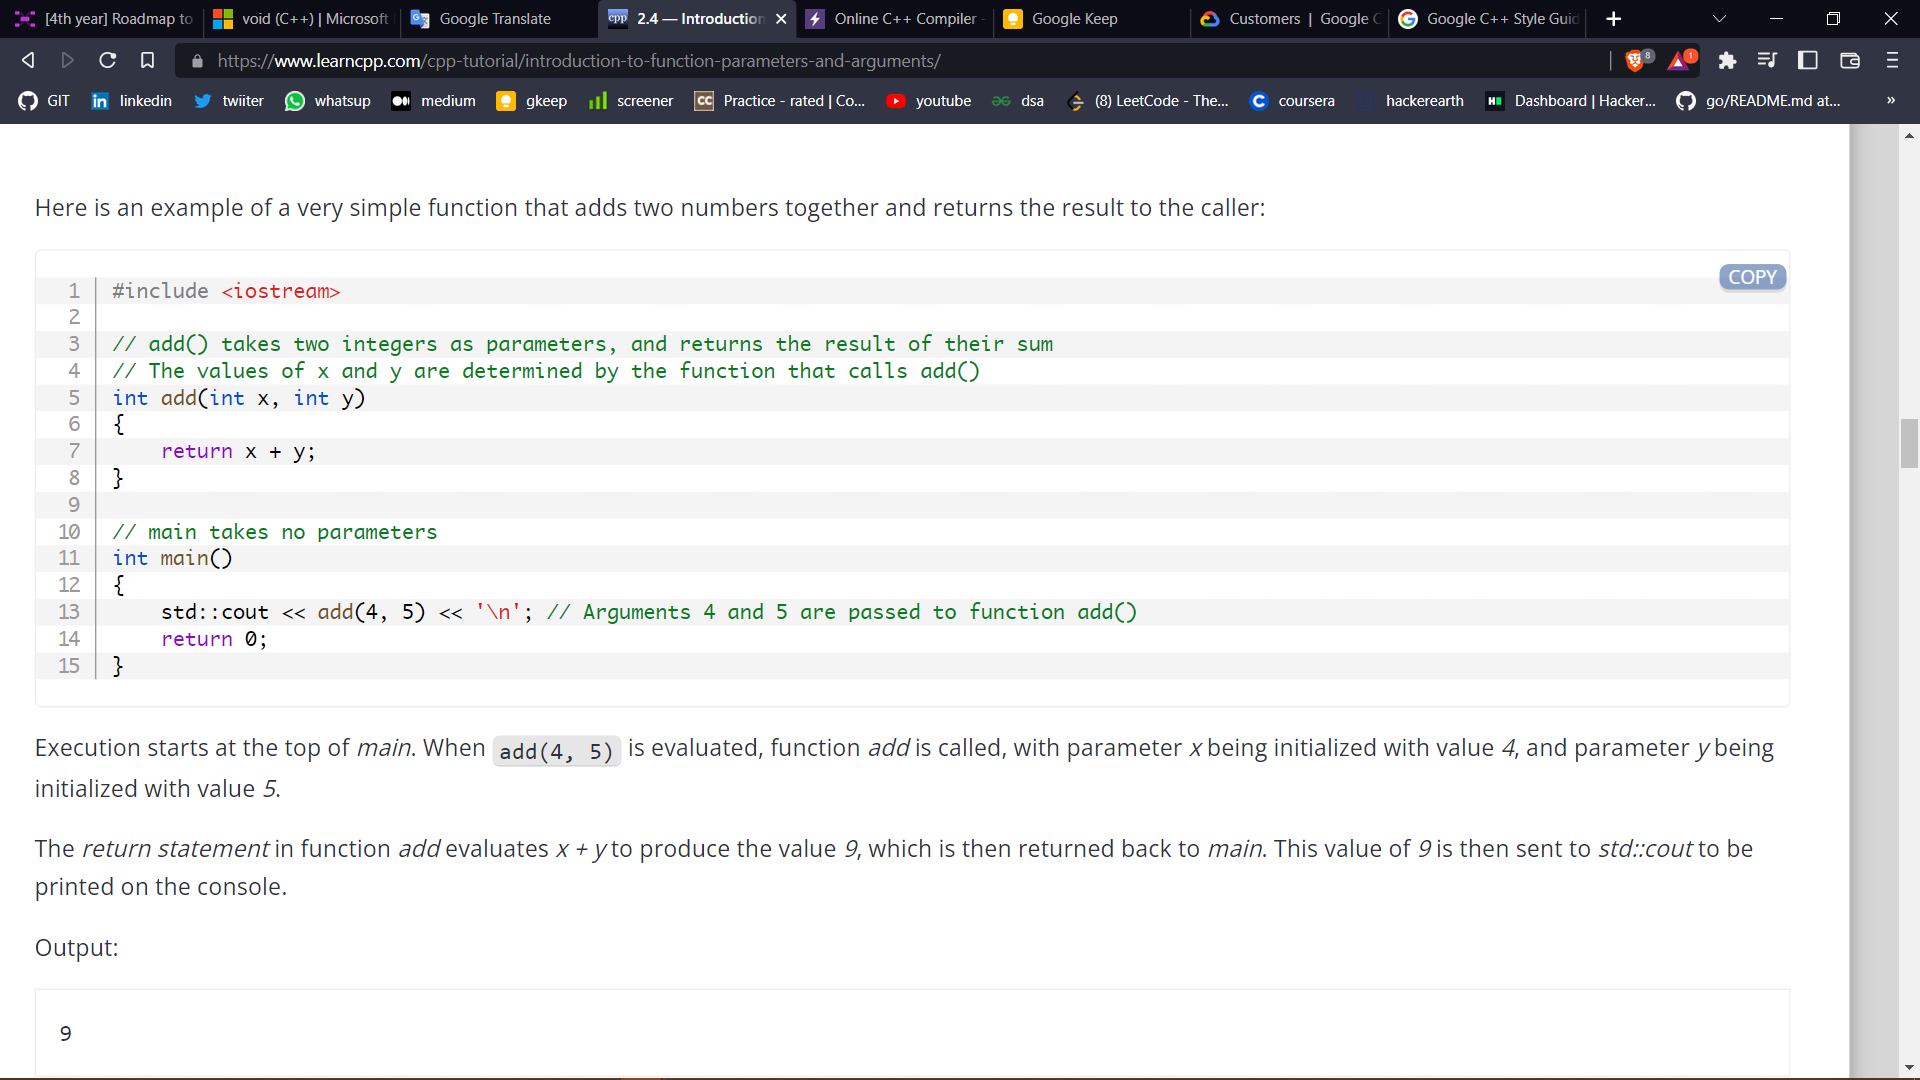 [4th year] Roadmap to
void (C++) | Microsoft
Google Translate
cpp 2.4 — Introduction
Online C++ Compiler -
Google Keep
Customers | Google C
Google C++ Style Guid
https://www.learncpp.com/cpp-tutorial/introduction-to-function-parameters-and-arguments/
8
1
GIT
in linkedin
twiiter
whatsup
medium
gkeep
screener
CC Practice - rated | Co...
youtube
dsa
(8) LeetCode - The...
C coursera
hackerearth
Dashboard | Hacker...
go/README.md at...
»
Here is an example of a very simple function that adds two numbers together and returns the result to the caller:
COPY
1 #include <iostream>
2
3 // add() takes two integers as parameters, and returns the result of their sum
4 // The values of x and y are determined by the function that calls add()
5 int add(int x, int y)
6 {
7     return x + y;
8 }
9
10 // main takes no parameters
11 int main()
12 {
13     std::cout << add(4, 5) << '\n'; // Arguments 4 and 5 are passed to function add()
14     return 0;
15 }
Execution starts at the top of main. When add(4, 5) is evaluated, function add is called, with parameter x being initialized with value 4, and parameter y being
initialized with value 5.
The return statement in function add evaluates x + y to produce the value 9, which is then returned back to main. This value of 9 is then sent to std::cout to be
printed on the console.
Output:
9